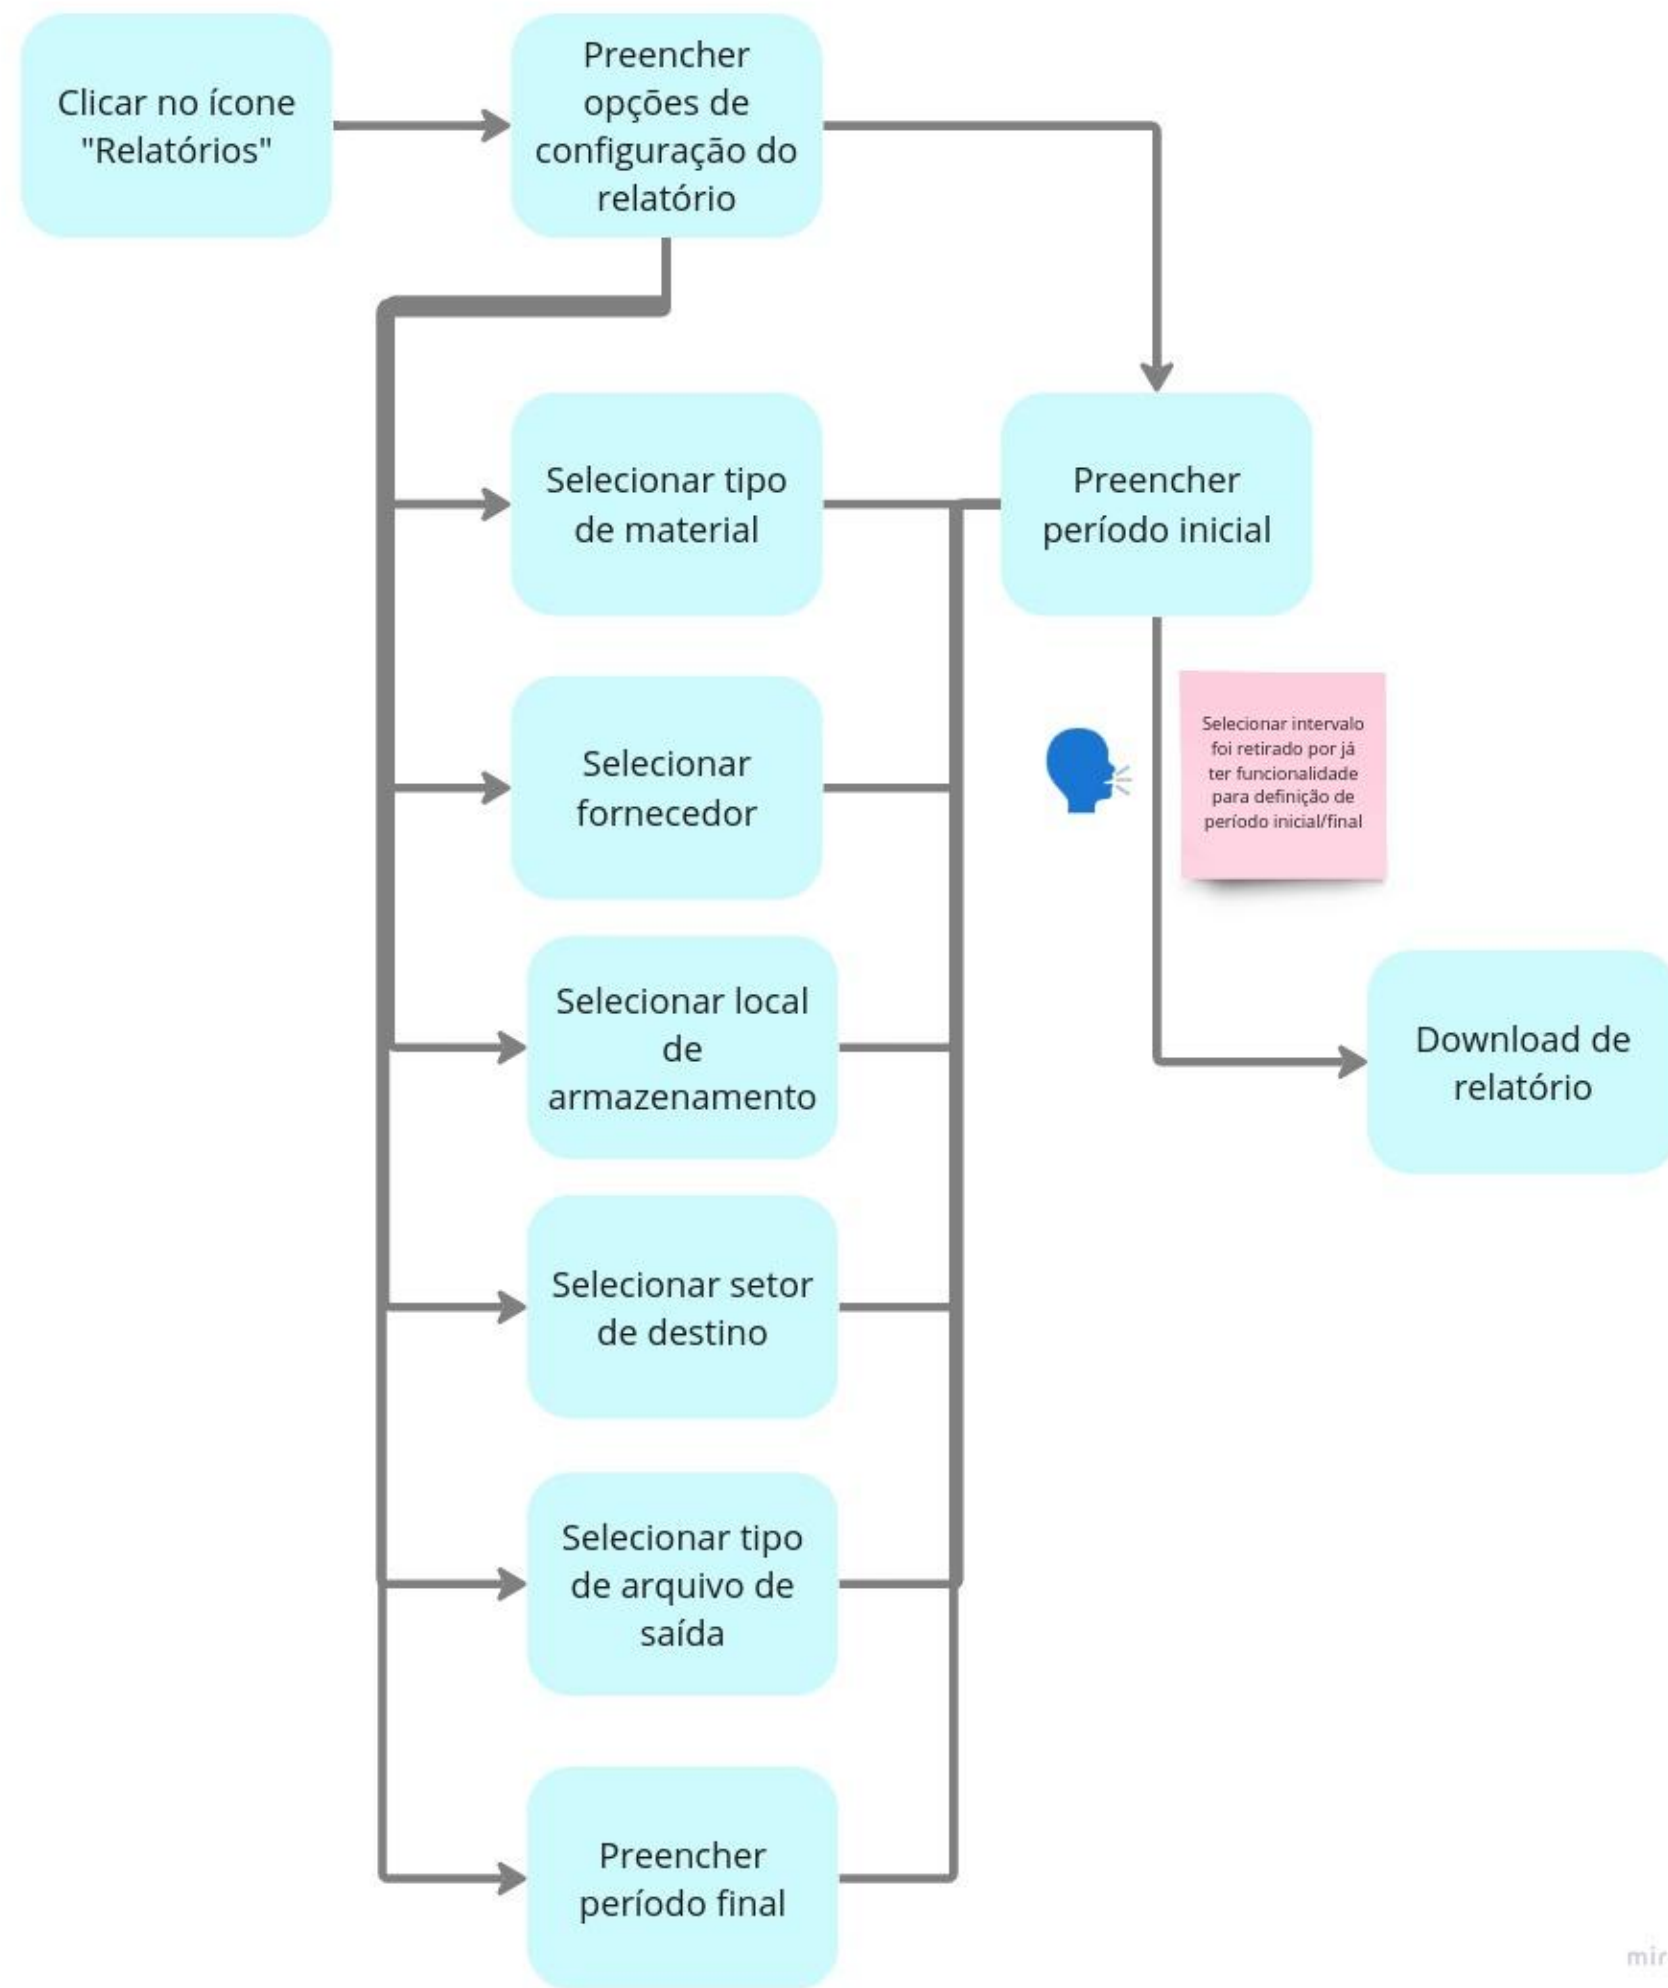 Clicar no ícone
"Relatórios"
Preencher
opções de
configuração do
relatório
Selecionar tipo
de material
Preencher
período inicial
Selecionar
fornecedor
Selecionar intervalo
foi retirado por já
ter funcionalidade
para definição de
período inicial/final
Selecionar local
de
armazenamento
Download de
relatório
Selecionar setor
de destino
Selecionar tipo
de arquivo de
saída
Preencher
período final
mir